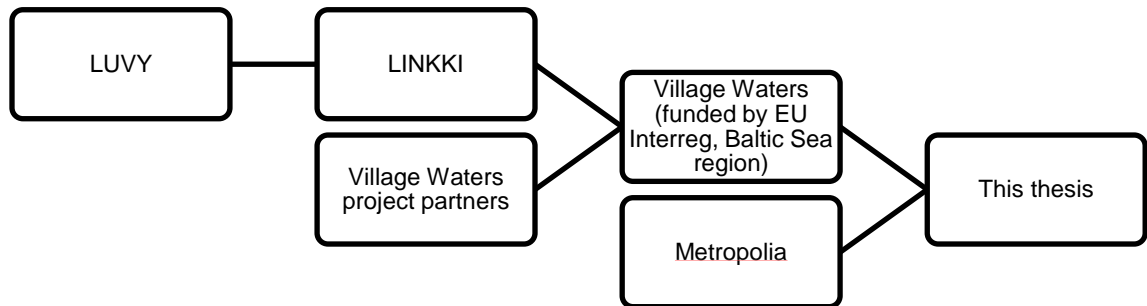 LUVY
LINKKI
Village Waters
project partners
Village Waters
(funded by EU
Interreg, Baltic Sea
region)
Metropolia
This thesis